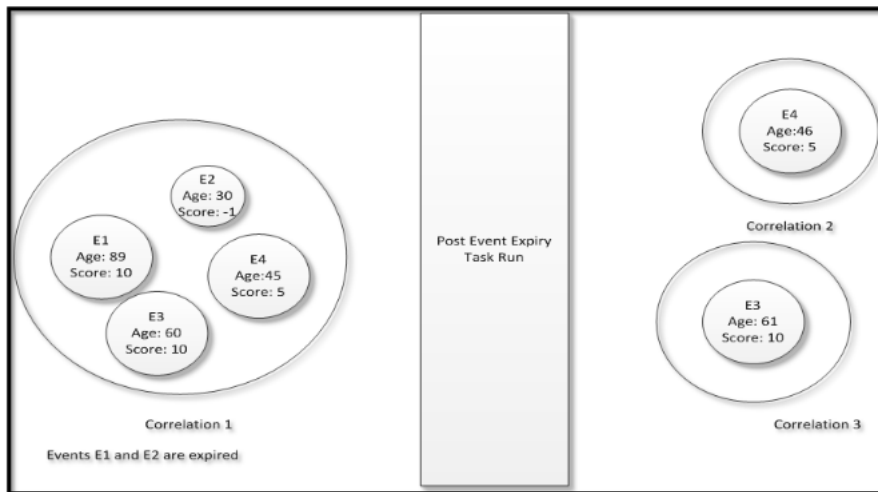 E2
Age: 30
Score: -1
E1
Age: 89
Score: 10
E4
Age:45
Score: 5
E3
Age: 60
Score: 10
Correlation 1
Events E1 and E2 are expired
Post Event Expiry
Task Run
E4
Age:46
Score: 5
Correlation 2
E3
Age: 61
Score: 10
Correlation 3